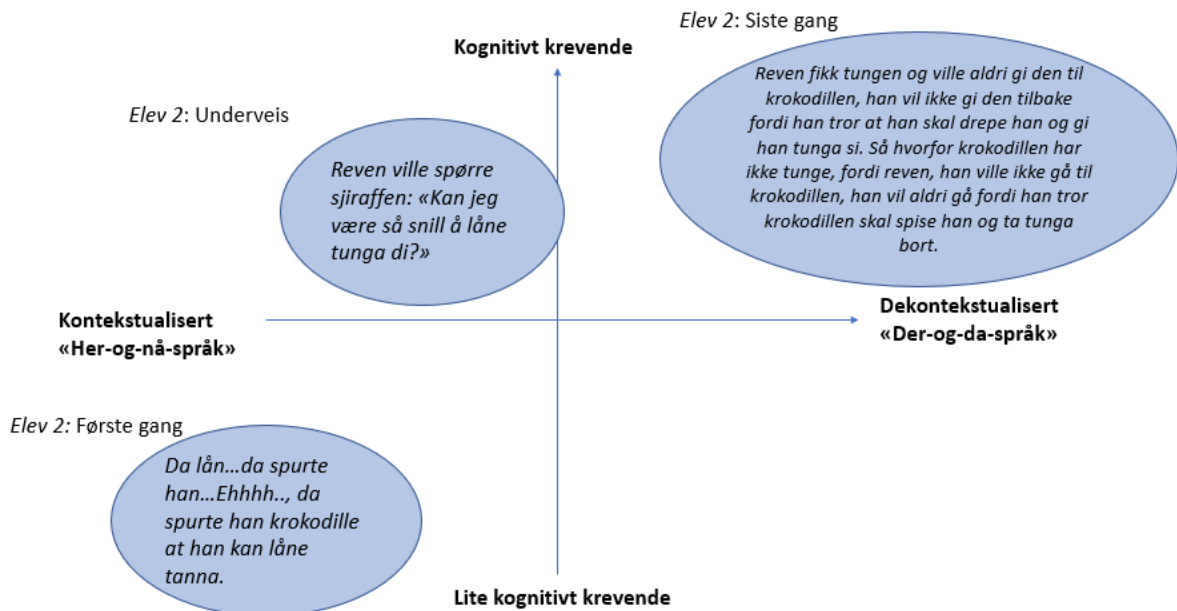 Elev 2: Siste gang
Kognitivt krevende
Reven fikk tungen og ville aldri gi den til
krokodillen, han vil ikke gi den tilbake
fordi han tror at han skal drepe han og gi
han tunga si. Så hvorfor krokodillen har
ikke tunge, fordi reven, han ville ikke gå til
krokodillen, han vil aldri gå fordi han tror
krokodillen skal spise han og ta tunga
bort.
Elev 2: Underveis
Reven ville spørre
sjiraffen: «Kan jeg
være så snill å låne
tunga di?»
Kontekstualisert
«Her-og-nå-språk»
Dekontekstualisert
«Der-og-da-språk»
Elev 2: Første gang
Da lån...da spurte
han...Ehhhh.., da
spurte han krokodille
at han kan låne
tanna.
Lite kognitivt krevende